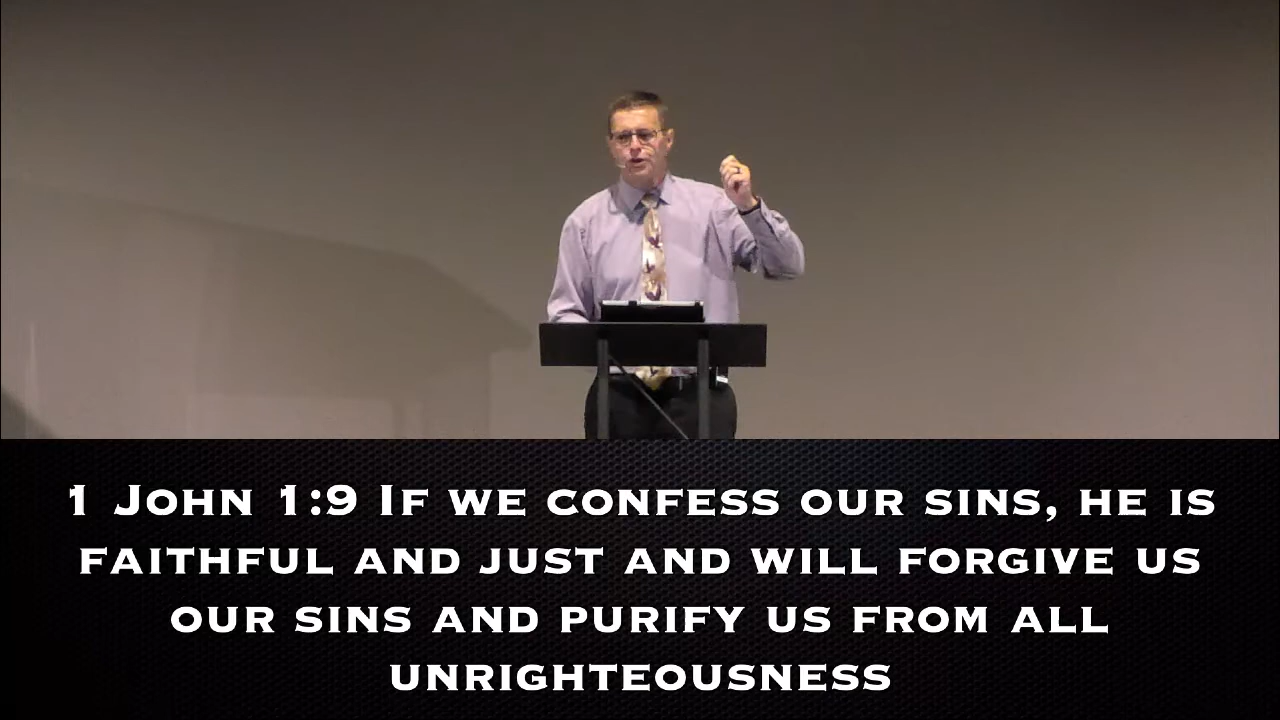 1 John 1:9 If we confess our sins, he is
faithful and just and will forgive us
our sins and purify us from all
unrighteousness